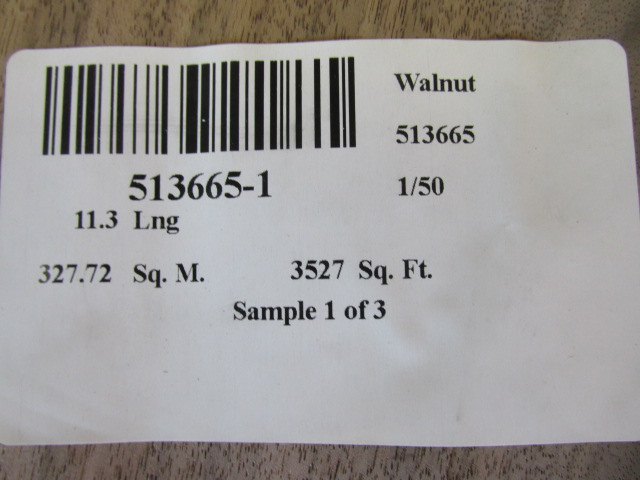 Walnut
513665
513665-1
1/50
11.3 Lng
327.72 Sq. M. 3527 Sq. Ft.
Sample 1 of 3